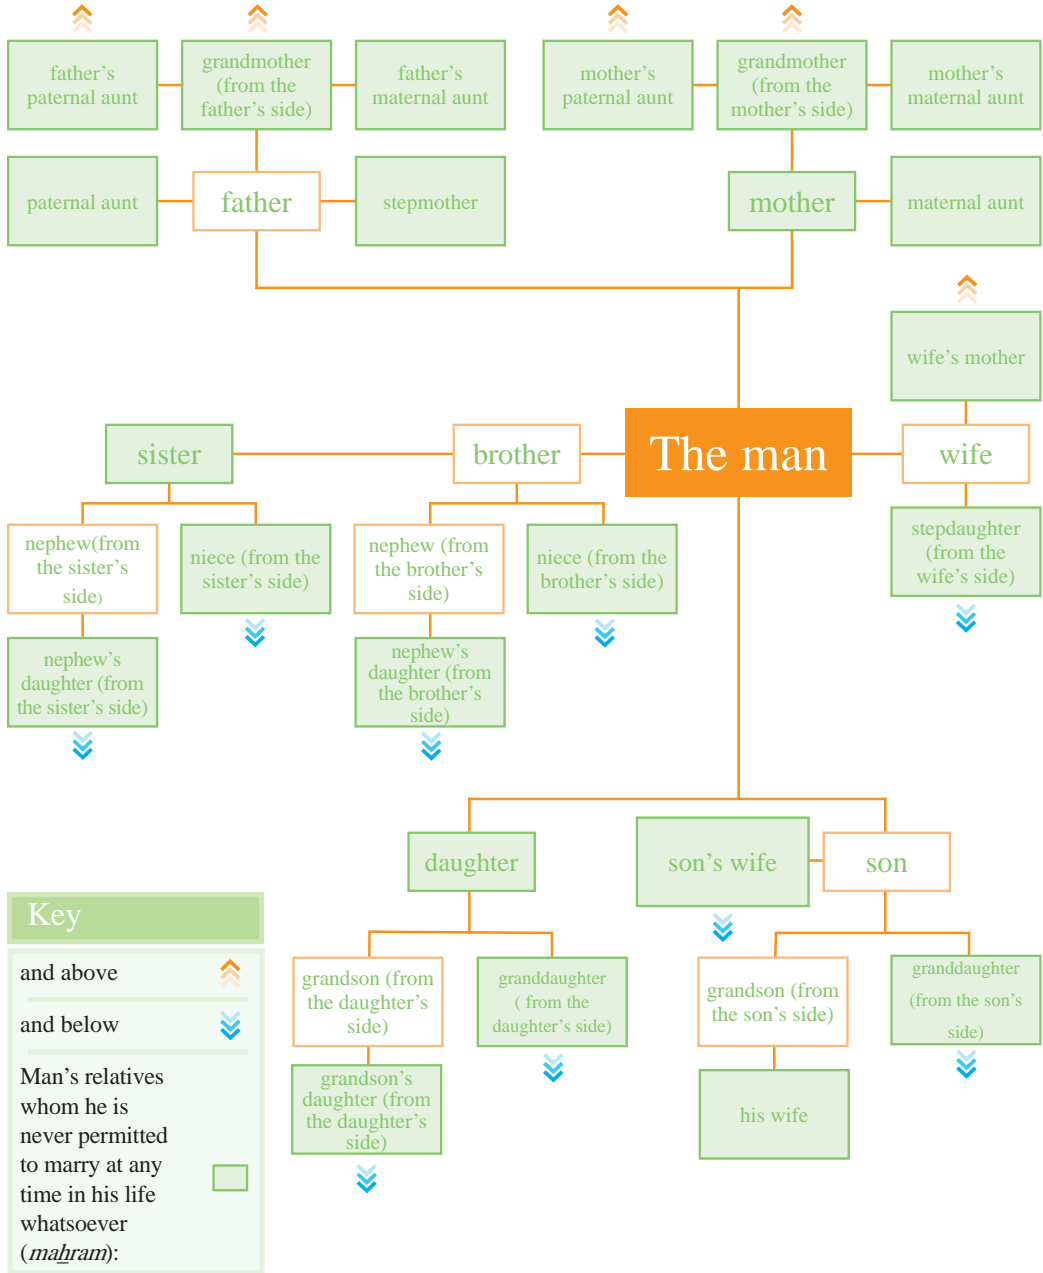 father's
paternal aunt
grandmother
(from the
father's side)
father's
maternal aunt
mother's
paternal aunt
grandmother
(from the
mother's side)
mother's
maternal aunt
paternal aunt
father
stepmother
mother
maternal aunt
wife's mother
sister
brother
The man
wife
nephew(from
the sister's
side)
niece (from the
sister's side)
nephew (from
the brother's
side)
niece (from the
brother's side)
stepdaughter
(from the
wife's side)
nephew's
daughter (from
the sister's side)
nephew's
daughter (from
the brother's
side)
daughter
son's wife
son
grandson (from
the daughter's
side)
granddaughter
( from the
daughter's side)
grandson (from
the son's side)
granddaughter
(from the son's
side)
grandson's
daughter (from
the daughter's
side)
his wife
Key
and above
and below
Man's relatives
whom he is
never permitted
to marry at any
time in his life
whatsoever
(maẖram):